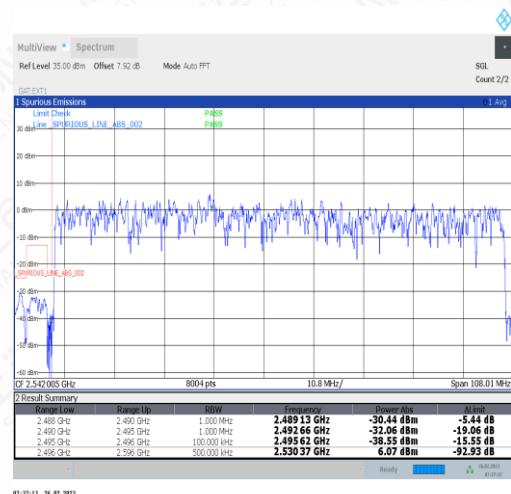 MultiView Spectrum
Ref Level 35.00 dBm Offset 7.92 dB Mode Auto FFT SGL
Count 2/2
GAT:EXT1
1 Spurious Emissions 1 Avg
Limit Check PASS
Line _SPURIOUS_LINE_ABS_002 PASS
30 dBm
20 dBm
10 dBm
0 dBm
-10 dBm
-20 dBm
_SPURIOUS_LINE_ABS_002
-30 dBm
-40 dBm
-50 dBm
-60 dBm
CF 2.542005 GHz 8004 pts 10.8 MHz/ Span 108.01 MHz
2 Result Summary
Range Low Range Up RBW Frequency Power Abs ΔLimit
2.488 GHz 2.490 GHz 1.000 MHz 2.489 13 GHz -30.44 dBm -5.44 dB
2.490 GHz 2.495 GHz 1.000 MHz 2.492 66 GHz -32.06 dBm -19.06 dB
2.495 GHz 2.496 GHz 100.000 kHz 2.495 62 GHz -38.55 dBm -15.55 dB
2.496 GHz 2.596 GHz 500.000 kHz 2.530 37 GHz 6.07 dBm -92.93 dB
Ready